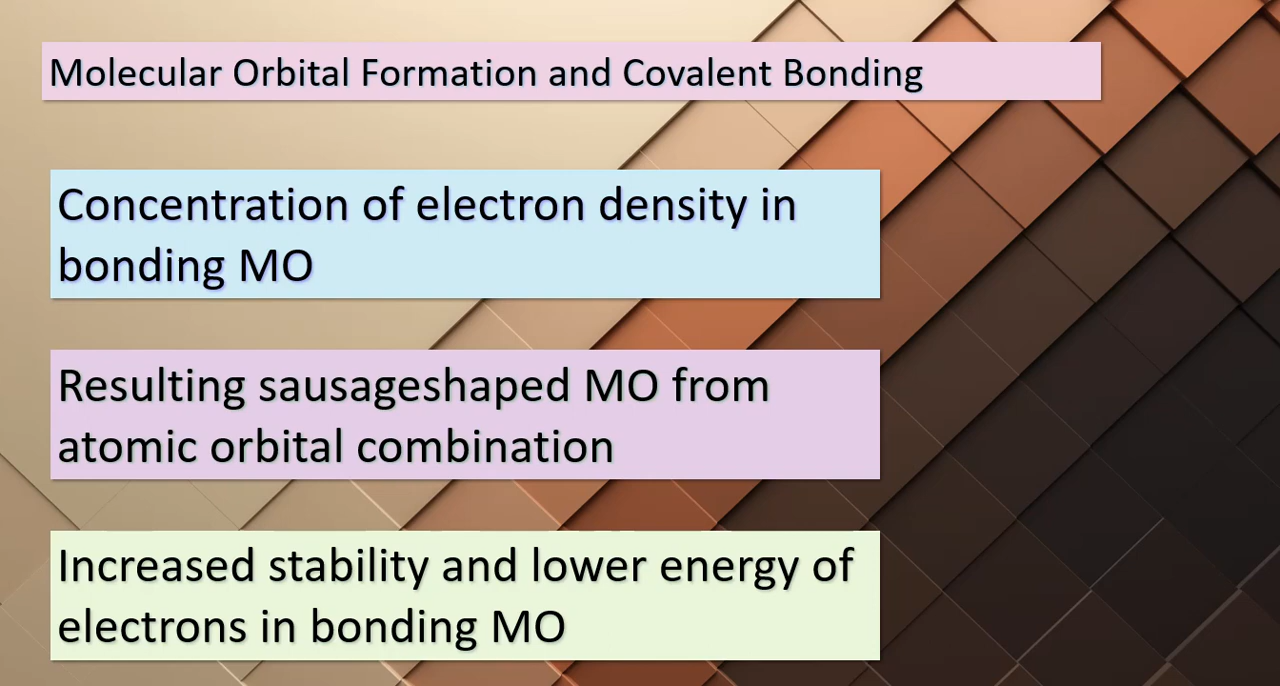 Molecular Orbital Formation and Covalent Bonding
Concentration of electron density in
bonding MO
Resulting sausageshaped MO from
atomic orbital combination
Increased stability and lower energy of
electrons in bonding MO